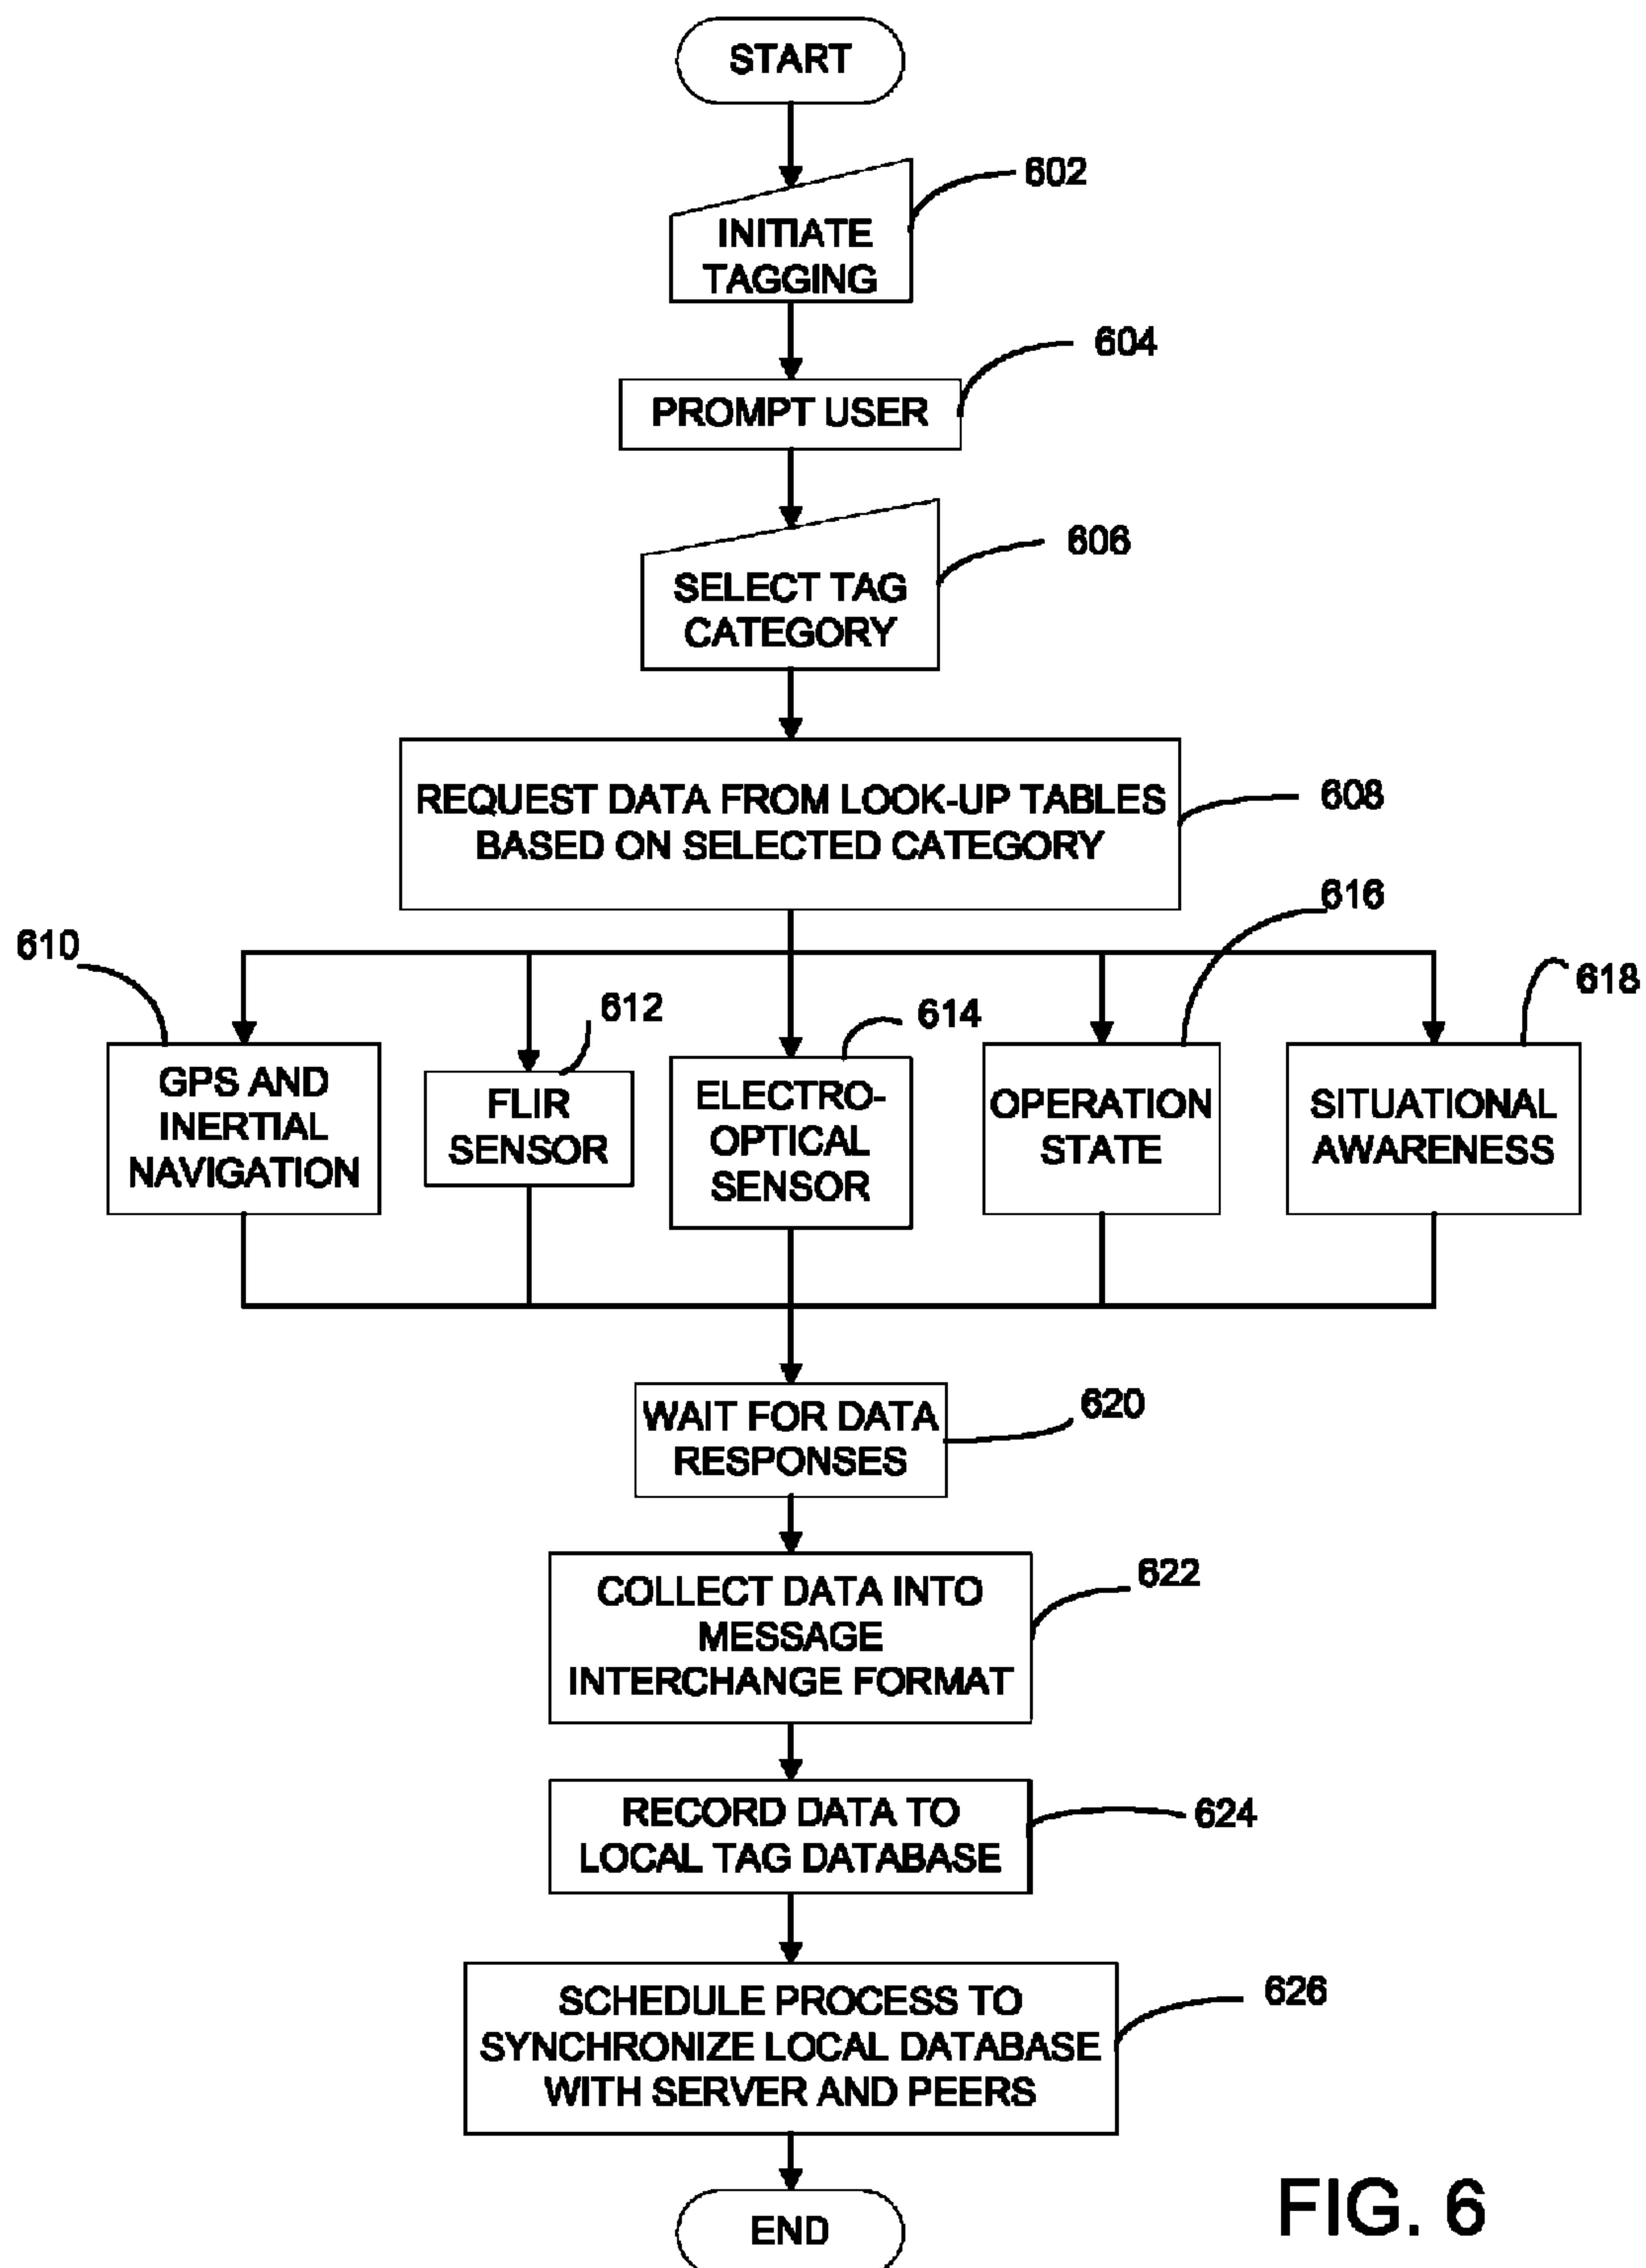 START
602
INITIATE
TAGGING
604
PROMPT USER
606
SELECT TAG
CATEGORY
608
REQUEST DATA FROM LOOK-UP TABLES
BASED ON SELECTED CATEGORY
610
GPS AND
INERTIAL
NAVIGATION
612
FLIR
SENSOR
614
ELECTRO-
OPTICAL
SENSOR
616
OPERATION
STATE
618
SITUATIONAL
AWARENESS
620
WAIT FOR DATA
RESPONSES
622
COLLECT DATA INTO
MESSAGE
INTERCHANGE FORMAT
624
RECORD DATA TO
LOCAL TAG DATABASE
626
SCHEDULE PROCESS TO
SYNCHRONIZE LOCAL DATABASE
WITH SERVER AND PEERS
END
FIG. 6